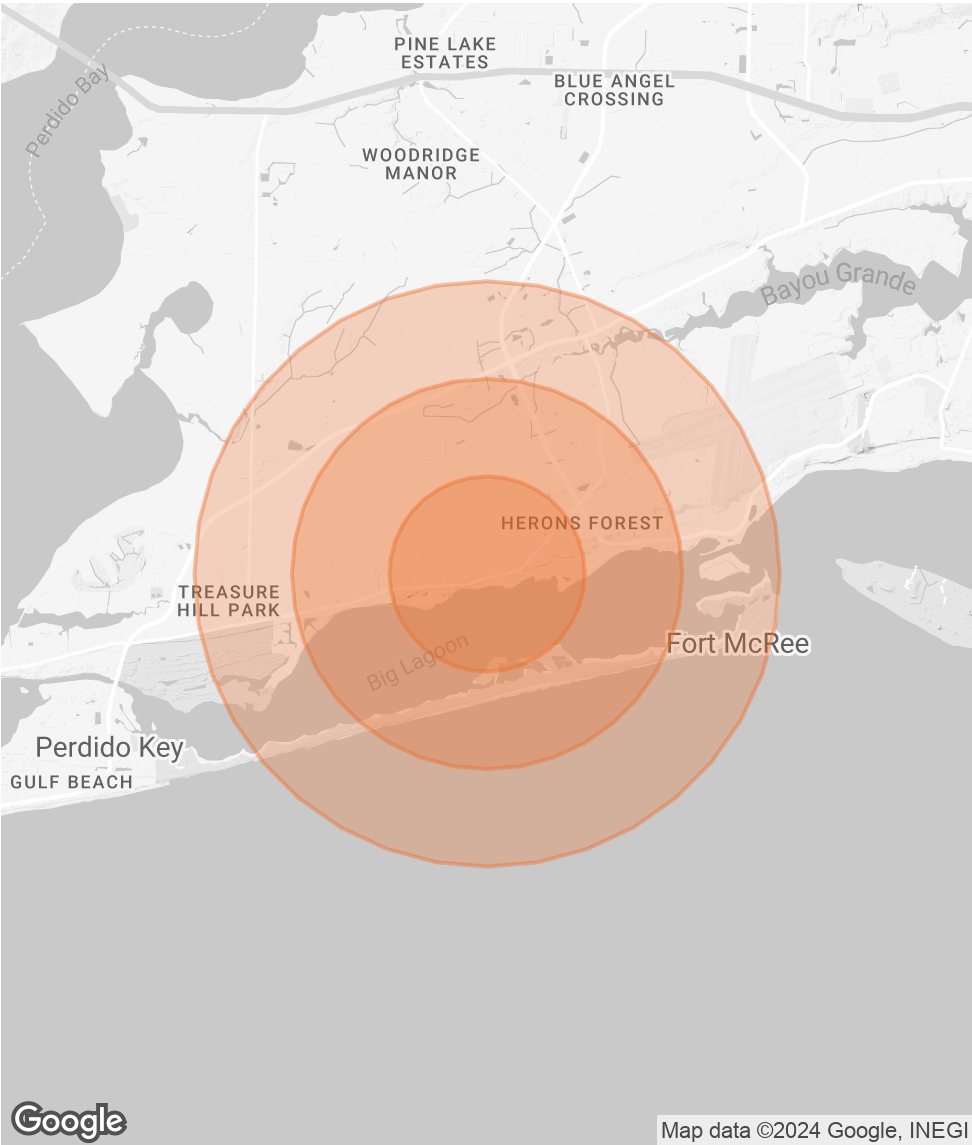 PINE LAKE
ESTATES
BLUE ANGEL
CROSSING
Perdido Bay
WOODRIDGE
MANOR
Bayou Grande
HERONS FOREST
TREASURE
HILL PARK
Fort McRee
Big Lagoon
Perdido Key
GULF BEACH
Google
Map data ©2024 Google, INEGI